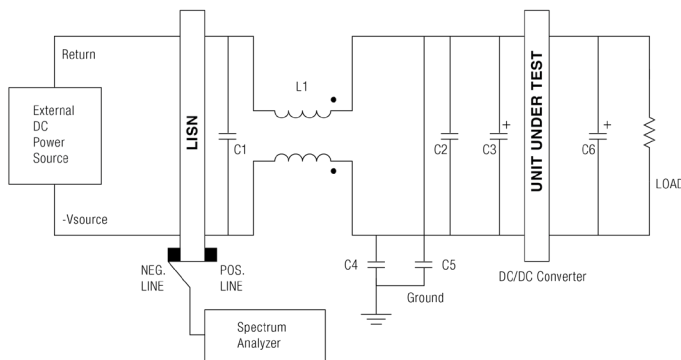 Return
L1
External
DC
Power
Source
LISN
C1
C2
C3
+
UNIT UNDER TEST
C6
+
LOAD
-Vsource
NEG.
LINE
POS.
LINE
C4
C5
Ground
DC/DC Converter
Spectrum
Analyzer